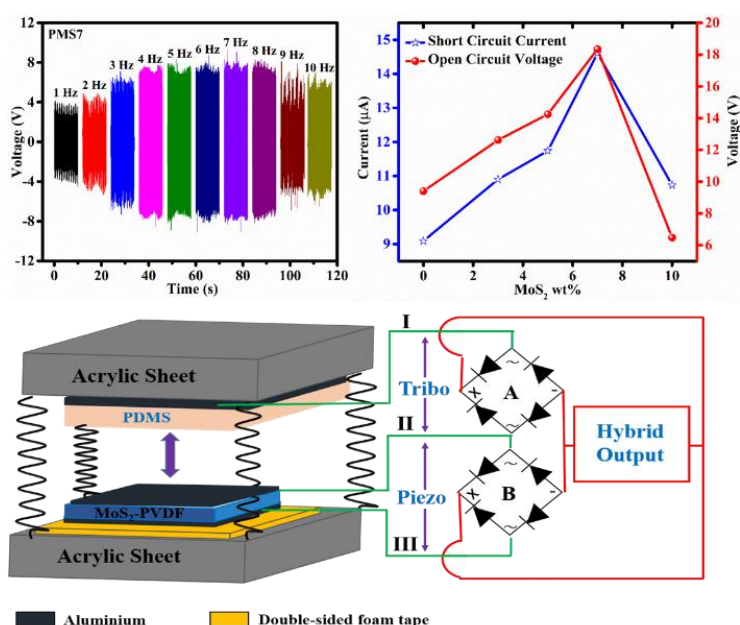 PMS7
1 Hz
2 Hz
3 Hz
4 Hz
5 Hz
6 Hz
7 Hz
8 Hz
9 Hz
10 Hz
Voltage (V)
12
8
4
0
-4
-8
-12
0 20 40 60 80 100 120
Time (s)
Short Circuit Current
Open Circuit Voltage
Current (µA)
15
14
13
12
11
10
9
Voltage (V)
20
18
16
14
12
10
8
6
0 2 4 6 8 10
MoS₂ wt%
Acrylic Sheet
PDMS
MoS₂-PVDF
Acrylic Sheet
I
Tribo
II
Piezo
III
~
+ A -
~
~
+ B -
~
Hybrid
Output
Aluminium
Double-sided foam tape